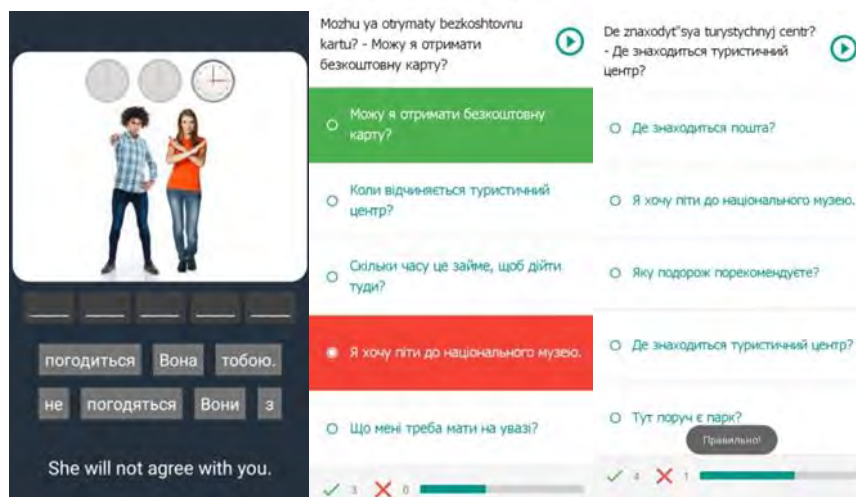 погодиться Вона тобою.
не погодяться Вони з
She will not agree with you.
Mozhu ya otrymaty bezkoshtovnu
kartu? - Можу я отримати
безкоштовну карту?
Можу я отримати безкоштовну
карту?
Коли відчиняється туристичний
центр?
Скільки часу це займе, щоб дійти
туди?
Я хочу піти до національного музею.
Що мені треба мати на увазі?
3 0
De znaxodyt"sya turystychnyj centr?
- Де знаходиться туристичний
центр?
Де знаходиться пошта?
Я хочу піти до національного музею.
Яку подорож порекомендуєте?
Де знаходиться туристичний центр?
Тут поруч є парк?
Правильно!
4 1